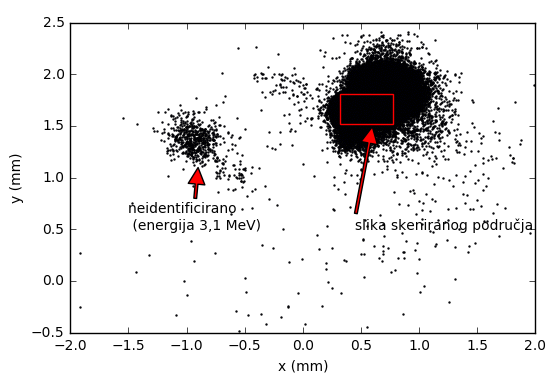 2.5
2.0
1.5
1.0
0.5
0.0
−0.5
y (mm)
neidentificirano
(energija 3,1 MeV)
slika skeniranog područja
−2.0 −1.5 −1.0 −0.5 0.0 0.5 1.0 1.5 2.0
x (mm)